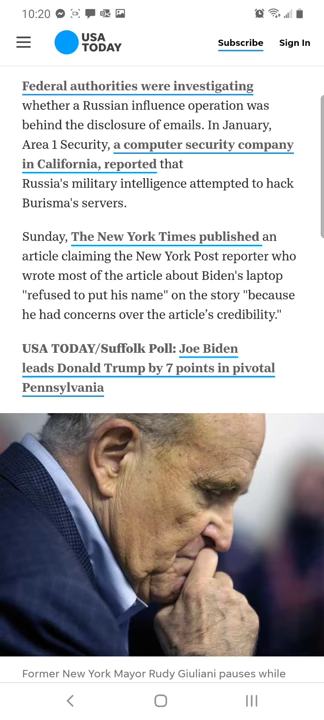 10:20
USA
TODAY
Subscribe
Sign In
Federal authorities were investigating
whether a Russian influence operation was
behind the disclosure of emails. In January,
Area 1 Security, a computer security company
in California, reported that
Russia's military intelligence attempted to hack
Burisma's servers.
Sunday, The New York Times published an
article claiming the New York Post reporter who
wrote most of the article about Biden's laptop
"refused to put his name" on the story "because
he had concerns over the article's credibility."
USA TODAY/Suffolk Poll: Joe Biden
leads Donald Trump by 7 points in pivotal
Pennsylvania
Former New York Mayor Rudy Giuliani pauses while